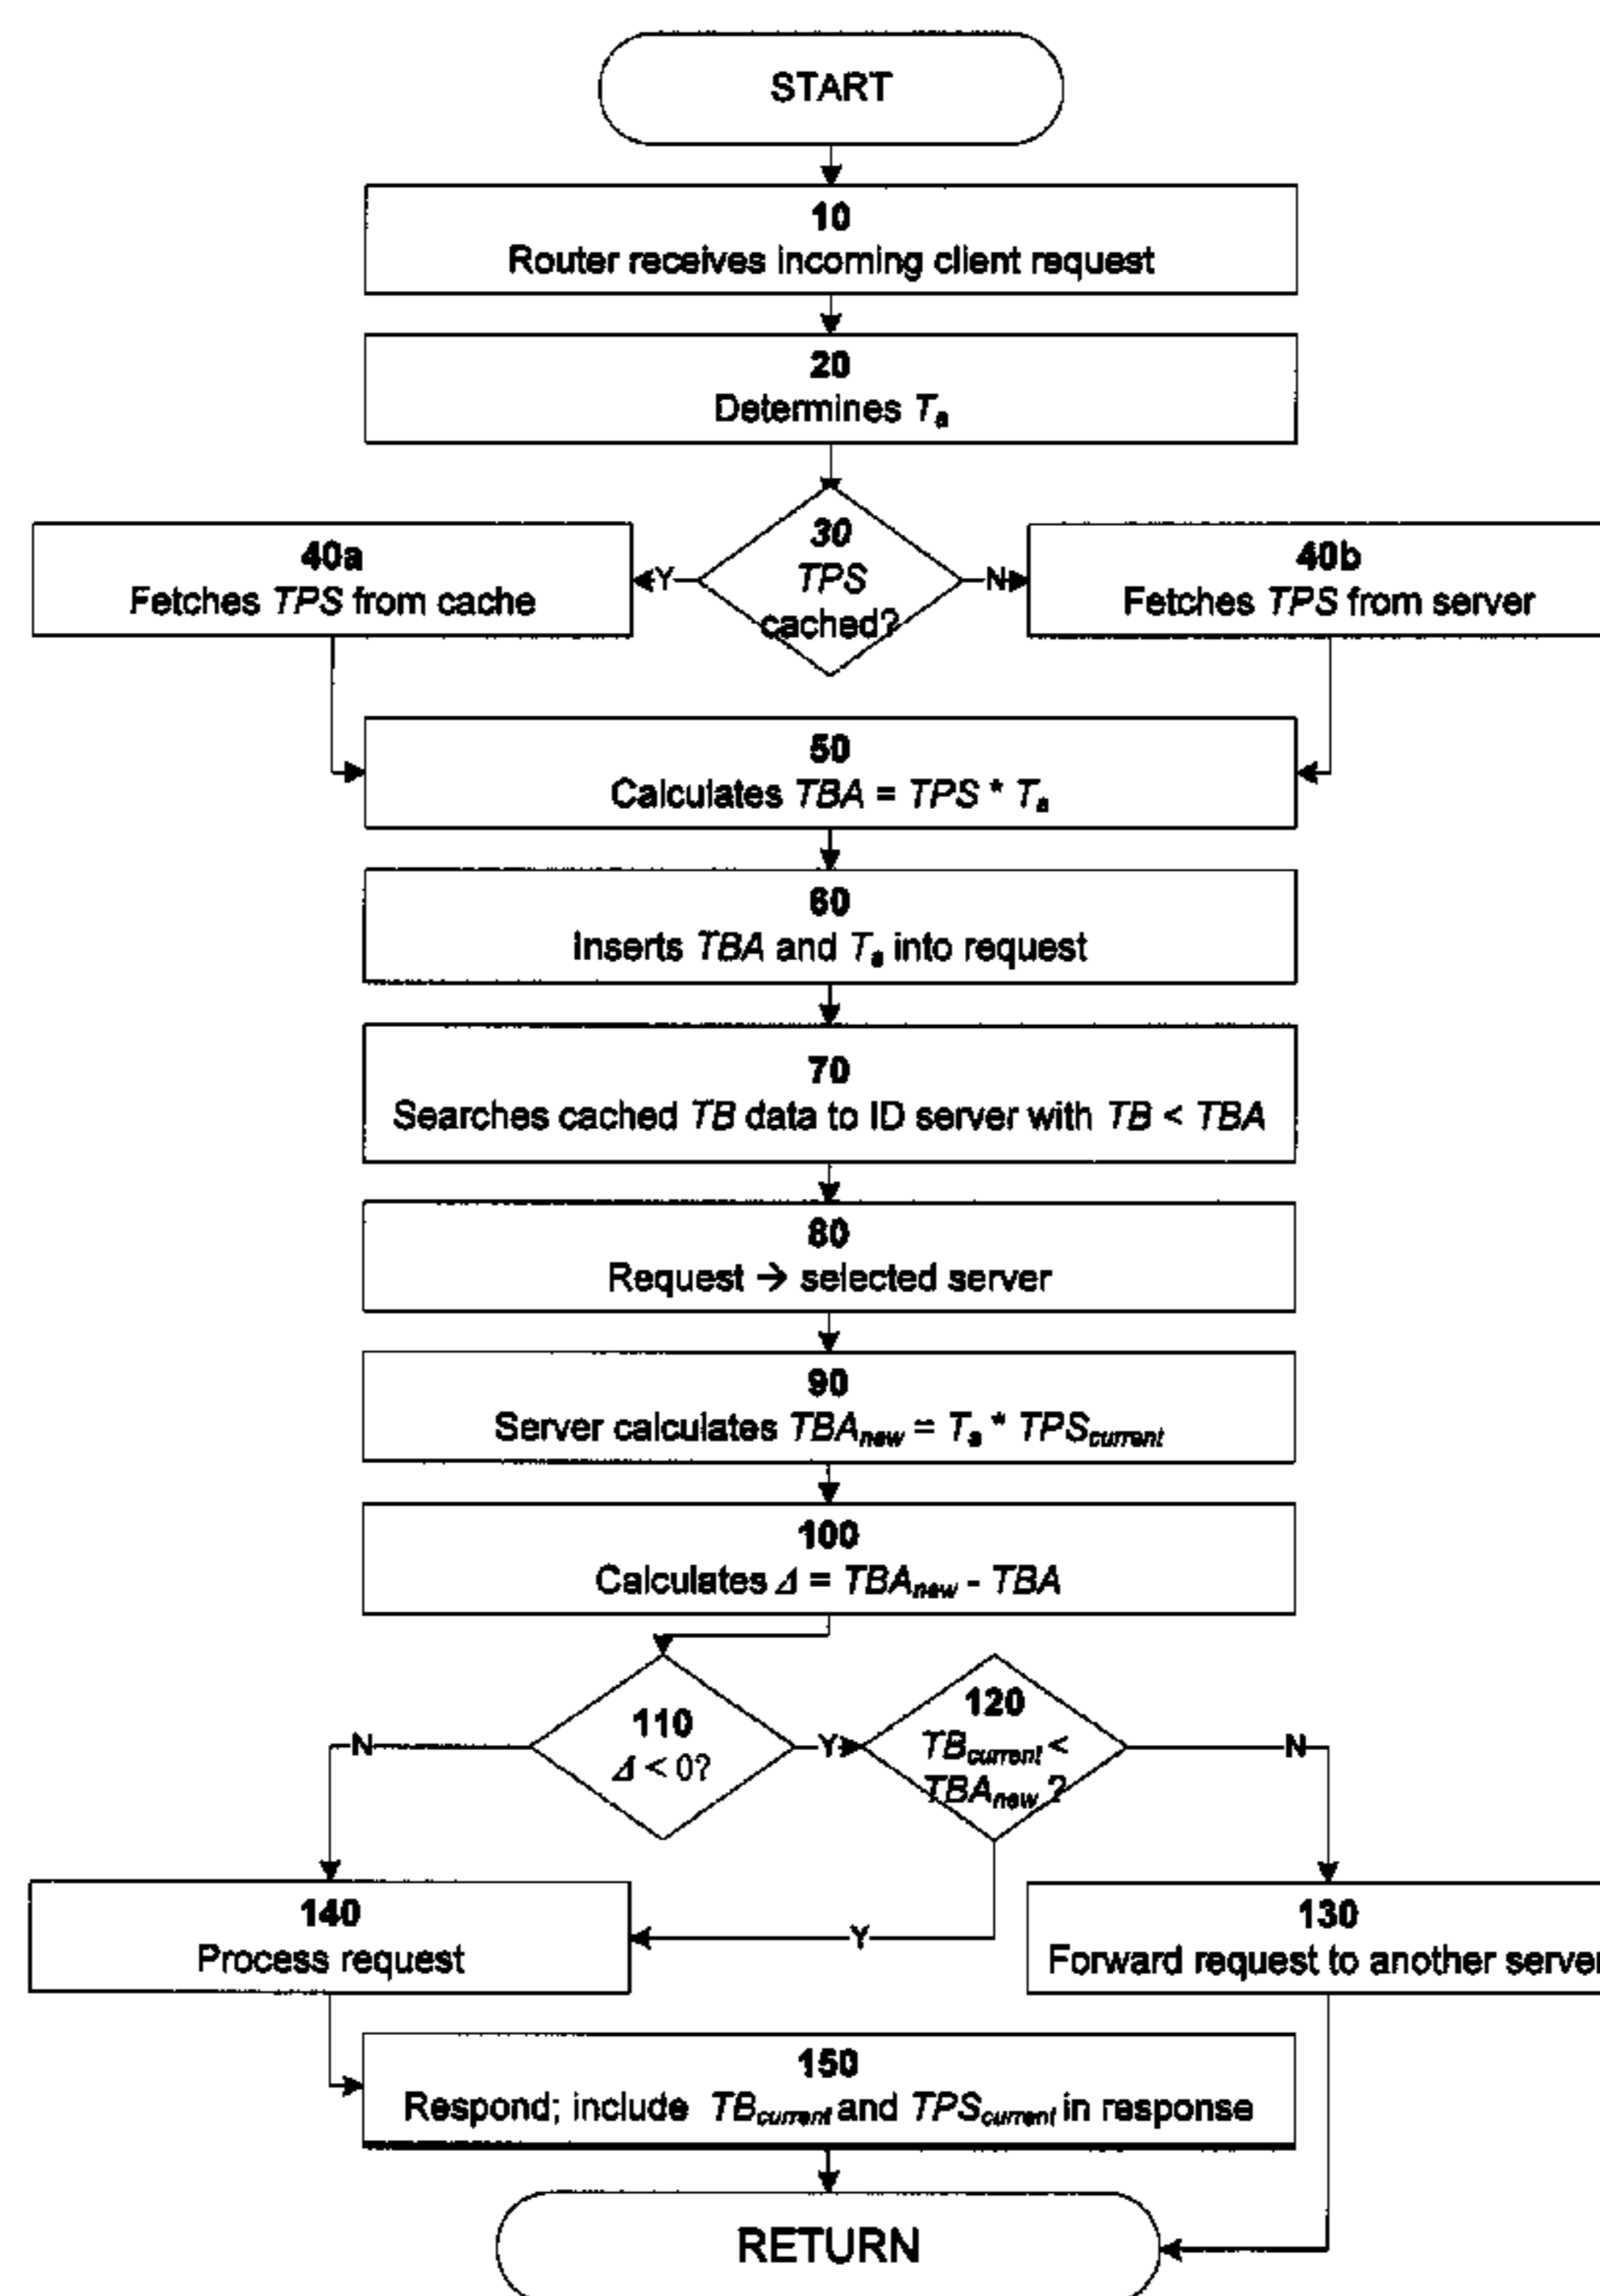 START
10
Router receives incoming client request
20
Determines Ta
30
TPS
cached?
Y
N
40a
Fetches TPS from cache
40b
Fetches TPS from server
50
Calculates TBA = TPS * Ta
60
Inserts TBA and Ta into request
70
Searches cached TB data to ID server with TB < TBA
80
Request → selected server
90
Server calculates TBAnew = Ta * TPScurrent
100
Calculates Δ = TBAnew - TBA
110
Δ < 0?
N
Y
120
TBcurrent <
TBAnew ?
N
Y
140
Process request
130
Forward request to another server
150
Respond; include TBcurrent and TPScurrent in response
RETURN